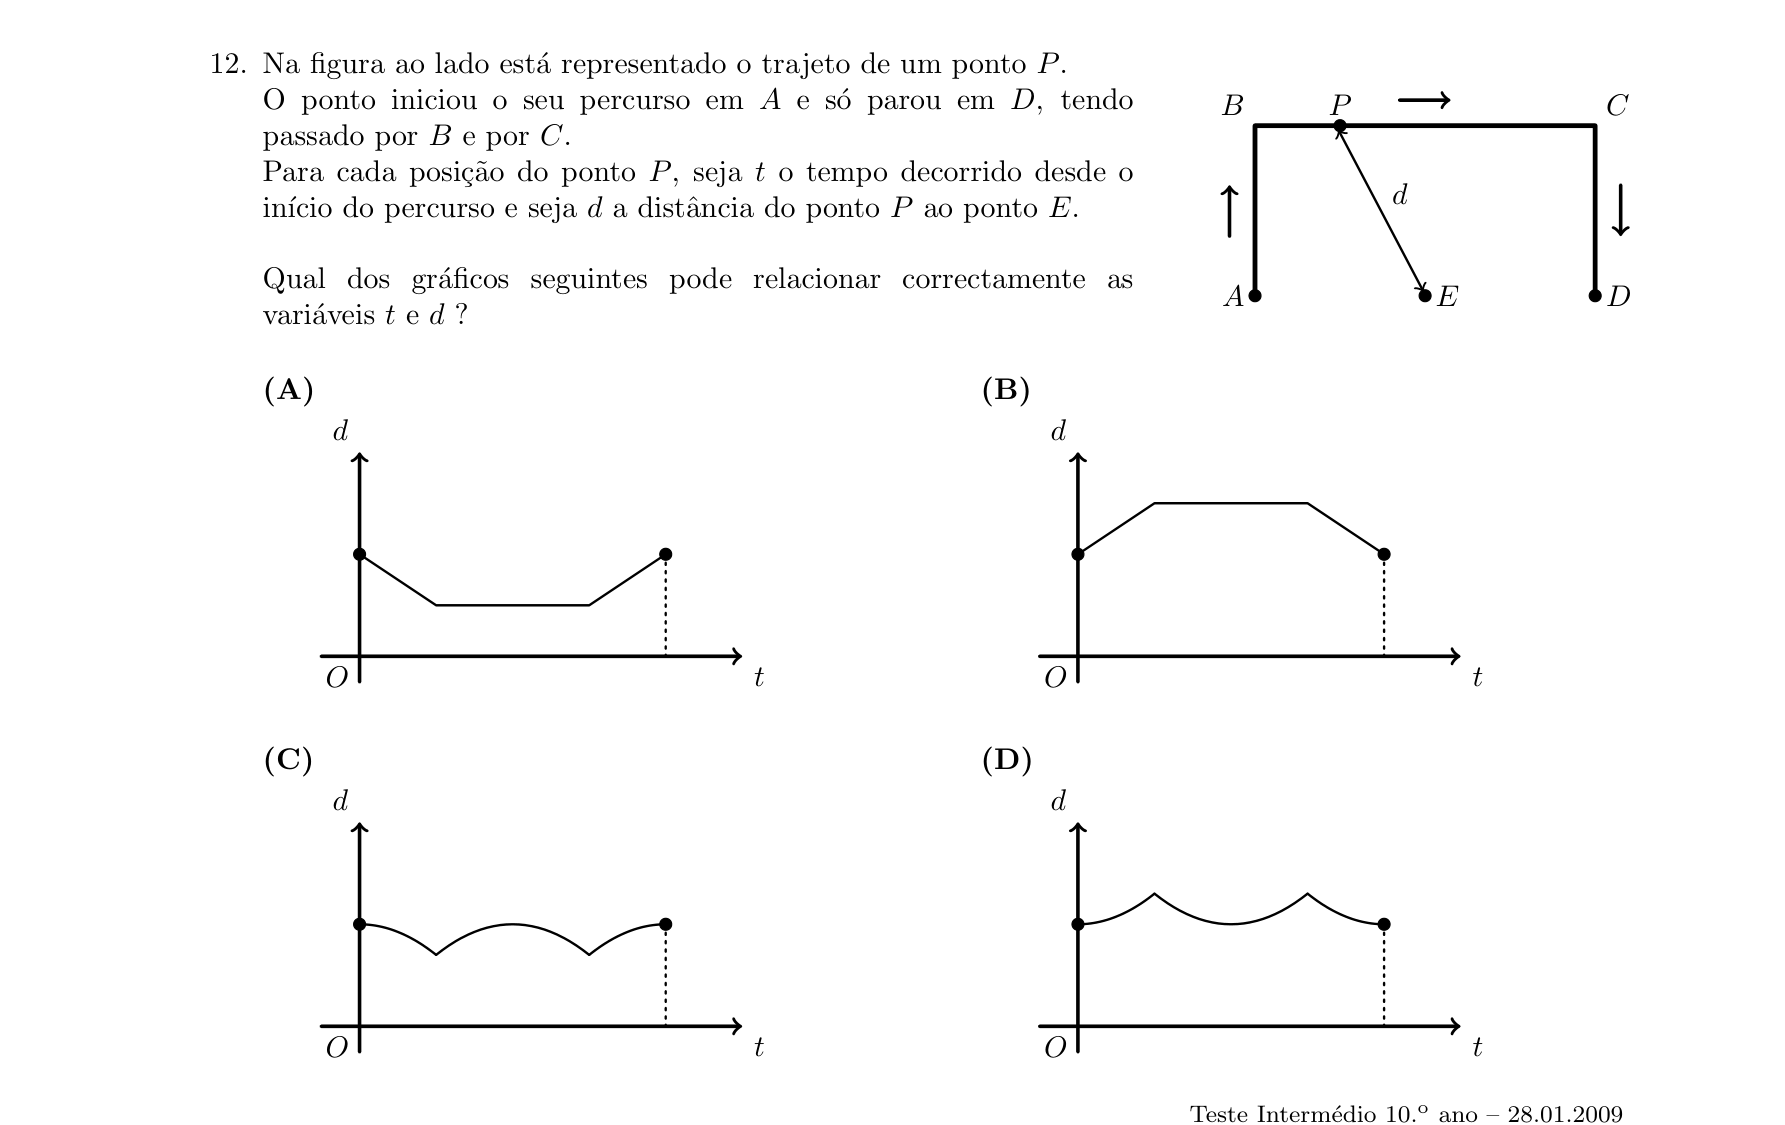 12. Na figura ao lado está representado o trajeto de um ponto P.
O ponto iniciou o seu percurso em A e só parou em D, tendo
passado por B e por C.
Para cada posição do ponto P, seja t o tempo decorrido desde o
início do percurso e seja d a distância do ponto P ao ponto E.
Qual dos gráficos seguintes pode relacionar correctamente as
variáveis t e d ?
B P C
d
A E D
(A) (B)
d d
O t O t
(C) (D)
d d
O t O t
Teste Intermédio 10.º ano – 28.01.2009